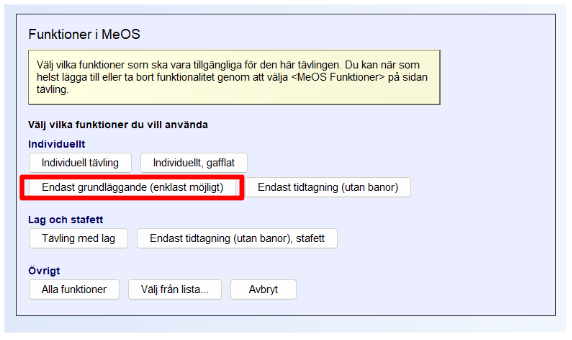 Funktioner i MeOS
Välj vilka funktioner som ska vara tillgängliga för den här tävlingen. Du kan när som
helst lägga till eller ta bort funktionalitet genom att välja <MeOS Funktioner> på sidan
tävling.
Välj vilka funktioner du vill använda
Individuellt
Individuell tävling Individuellt, gafflat
Endast grundläggande (enklast möjligt) Endast tidtagning (utan banor)
Lag och stafett
Tävling med lag Endast tidtagning (utan banor), stafett
Övrigt
Alla funktioner Välj från lista... Avbryt